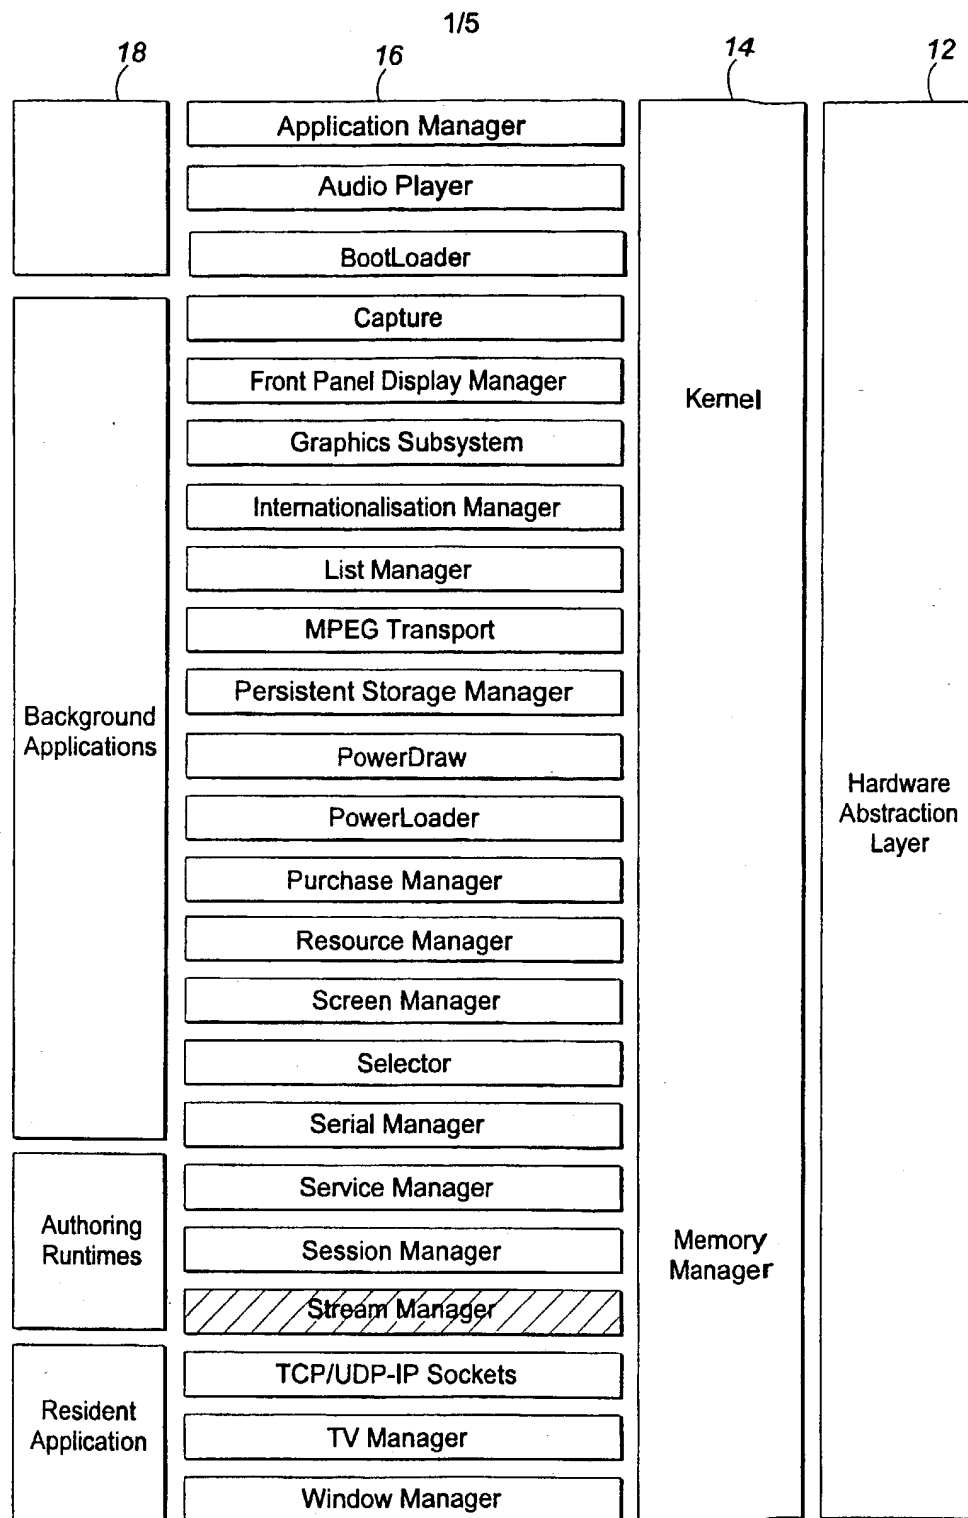 1/5
18
16
14
12
Application Manager
Audio Player
BootLoader
Capture
Front Panel Display Manager
Graphics Subsystem
Internationalisation Manager
List Manager
MPEG Transport
Persistent Storage Manager
PowerDraw
PowerLoader
Purchase Manager
Resource Manager
Screen Manager
Selector
Serial Manager
Service Manager
Session Manager
Stream Manager
TCP/UDP-IP Sockets
TV Manager
Window Manager
Background
Applications
Authoring
Runtimes
Resident
Application
Kernel
Memory
Manager
Hardware
Abstraction
Layer